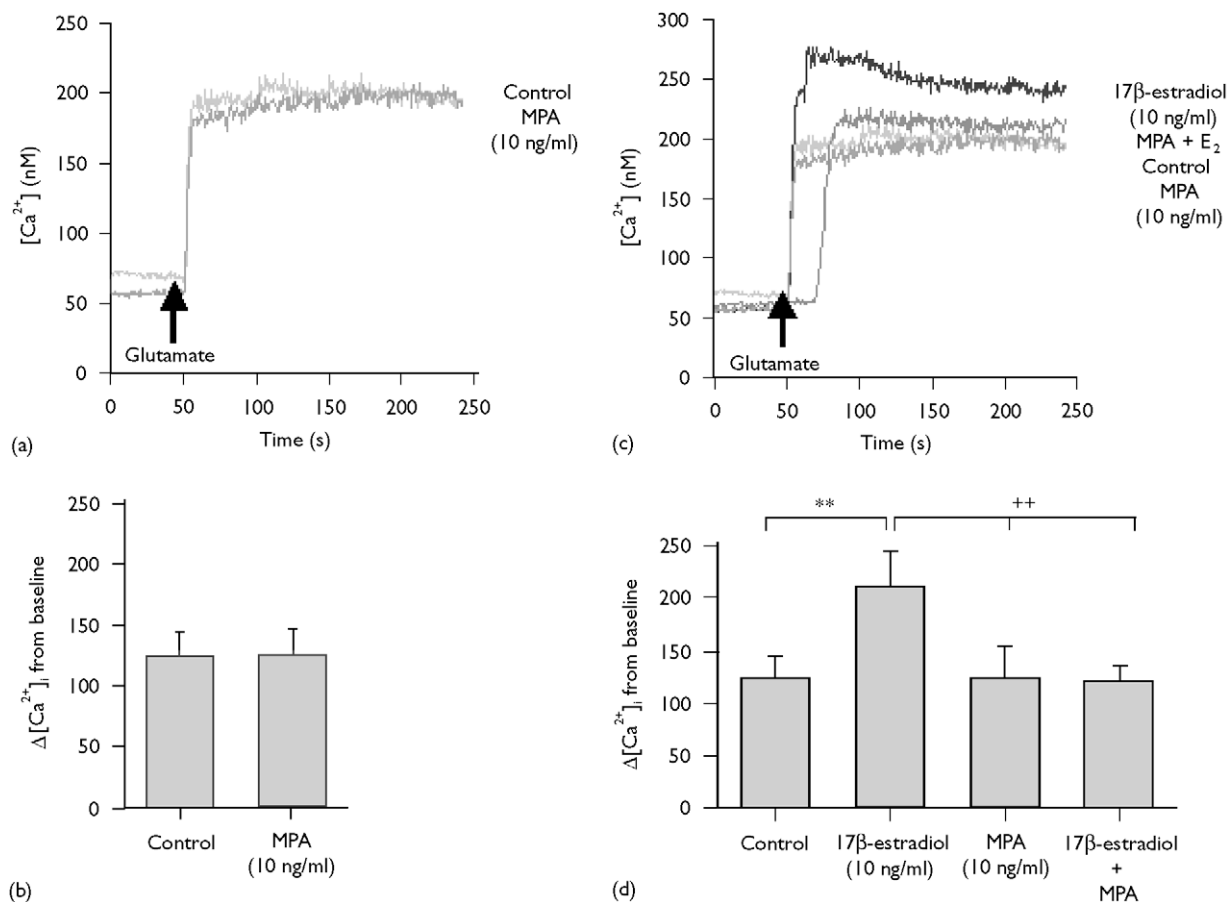 250
200
150
100
50
0
[Ca²⁺] (nM)
Glutamate
0 50 100 150 200 250
Time (s)
Control
MPA
(10 ng/ml)
(a)
300
250
200
150
100
50
0
[Ca²⁺] (nM)
Glutamate
0 50 100 150 200 250
Time (s)
17β-estradiol
(10 ng/ml)
MPA + E₂
Control
MPA
(10 ng/ml)
(c)
250
200
150
100
50
0
Δ[Ca²⁺]ᵢ from baseline
Control
MPA
(10 ng/ml)
(b)
** ++
200
150
100
50
0
Δ[Ca²⁺]ᵢ from baseline
Control
17β-estradiol
(10 ng/ml)
MPA
(10 ng/ml)
17β-estradiol
+
MPA
(d)